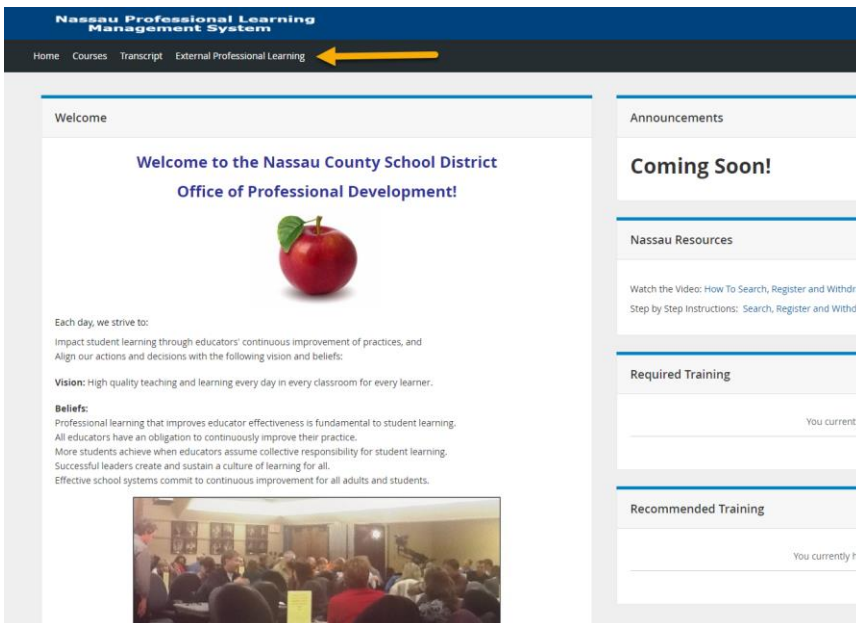 Nassau Professional Learning
Management System
Home Courses Transcript External Professional Learning
Welcome
Welcome to the Nassau County School District
Office of Professional Development!
Each day, we strive to:
Impact student learning through educators' continuous improvement of practices, and
Align our actions and decisions with the following vision and beliefs:
Vision: High quality teaching and learning every day in every classroom for every learner.
Beliefs:
Professional learning that improves educator effectiveness is fundamental to student learning.
All educators have an obligation to continuously improve their practice.
More students achieve when educators assume collective responsibility for student learning.
Successful leaders create and sustain a culture of learning for all.
Effective school systems commit to continuous improvement for all adults and students.
Announcements
Coming Soon!
Nassau Resources
Watch the Video: How To Search, Register and Withdr
Step by Step Instructions: Search, Register and Withd
Required Training
You current
Recommended Training
You currently h